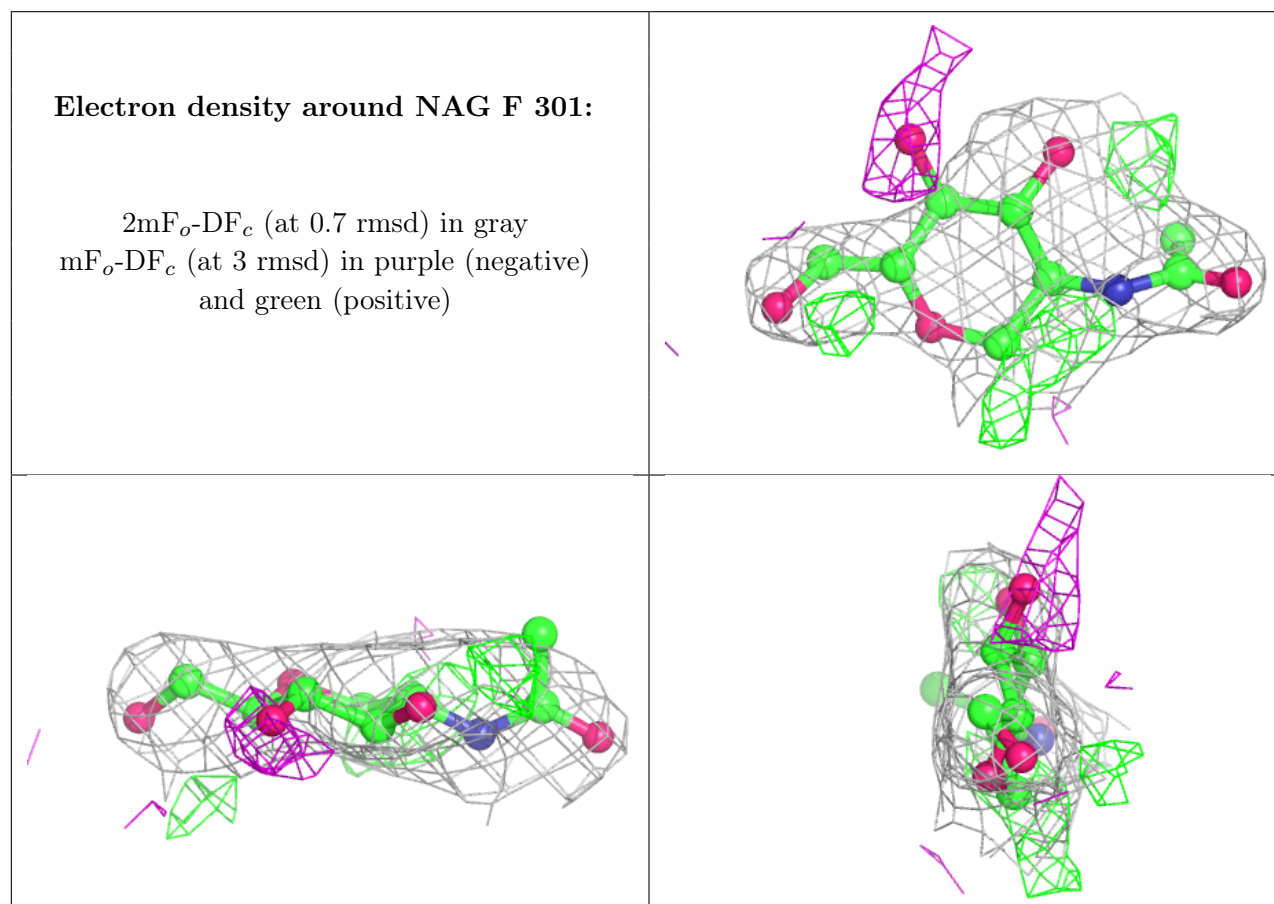 Electron density around NAG F 301:
2mFo-DFc (at 0.7 rmsd) in gray
mFo-DFc (at 3 rmsd) in purple (negative)
and green (positive)